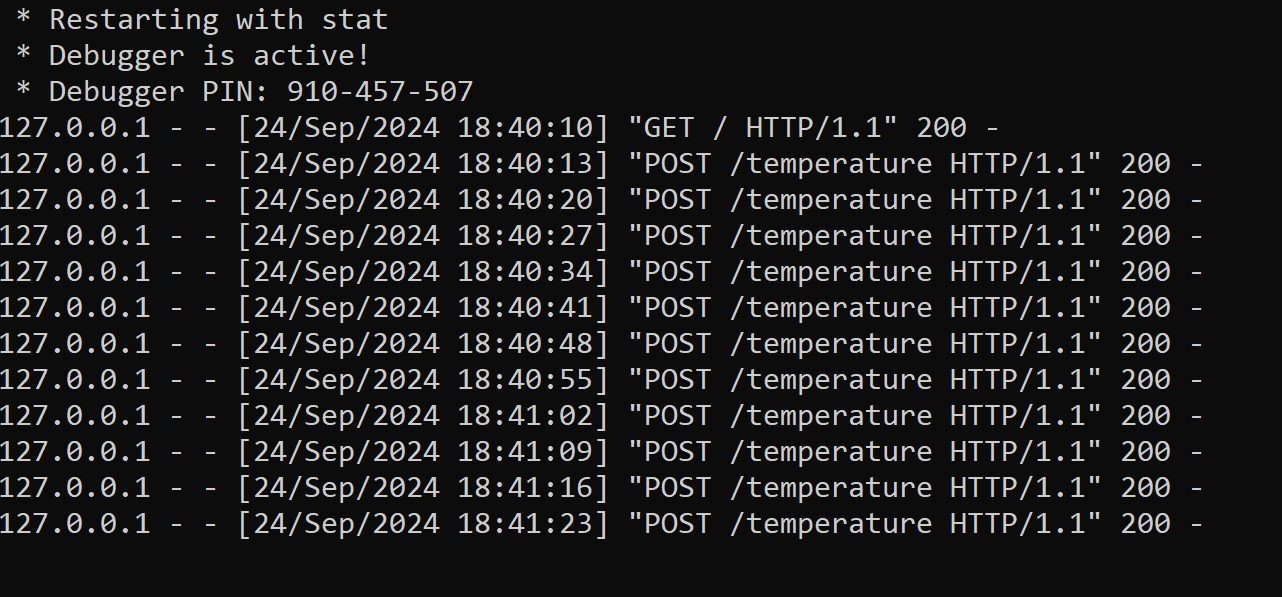 * Restarting with stat
* Debugger is active!
* Debugger PIN: 910-457-507
127.0.0.1 - - [24/Sep/2024 18:40:10] "GET / HTTP/1.1" 200 -
127.0.0.1 - - [24/Sep/2024 18:40:13] "POST /temperature HTTP/1.1" 200 -
127.0.0.1 - - [24/Sep/2024 18:40:20] "POST /temperature HTTP/1.1" 200 -
127.0.0.1 - - [24/Sep/2024 18:40:27] "POST /temperature HTTP/1.1" 200 -
127.0.0.1 - - [24/Sep/2024 18:40:34] "POST /temperature HTTP/1.1" 200 -
127.0.0.1 - - [24/Sep/2024 18:40:41] "POST /temperature HTTP/1.1" 200 -
127.0.0.1 - - [24/Sep/2024 18:40:48] "POST /temperature HTTP/1.1" 200 -
127.0.0.1 - - [24/Sep/2024 18:40:55] "POST /temperature HTTP/1.1" 200 -
127.0.0.1 - - [24/Sep/2024 18:41:02] "POST /temperature HTTP/1.1" 200 -
127.0.0.1 - - [24/Sep/2024 18:41:09] "POST /temperature HTTP/1.1" 200 -
127.0.0.1 - - [24/Sep/2024 18:41:16] "POST /temperature HTTP/1.1" 200 -
127.0.0.1 - - [24/Sep/2024 18:41:23] "POST /temperature HTTP/1.1" 200 -